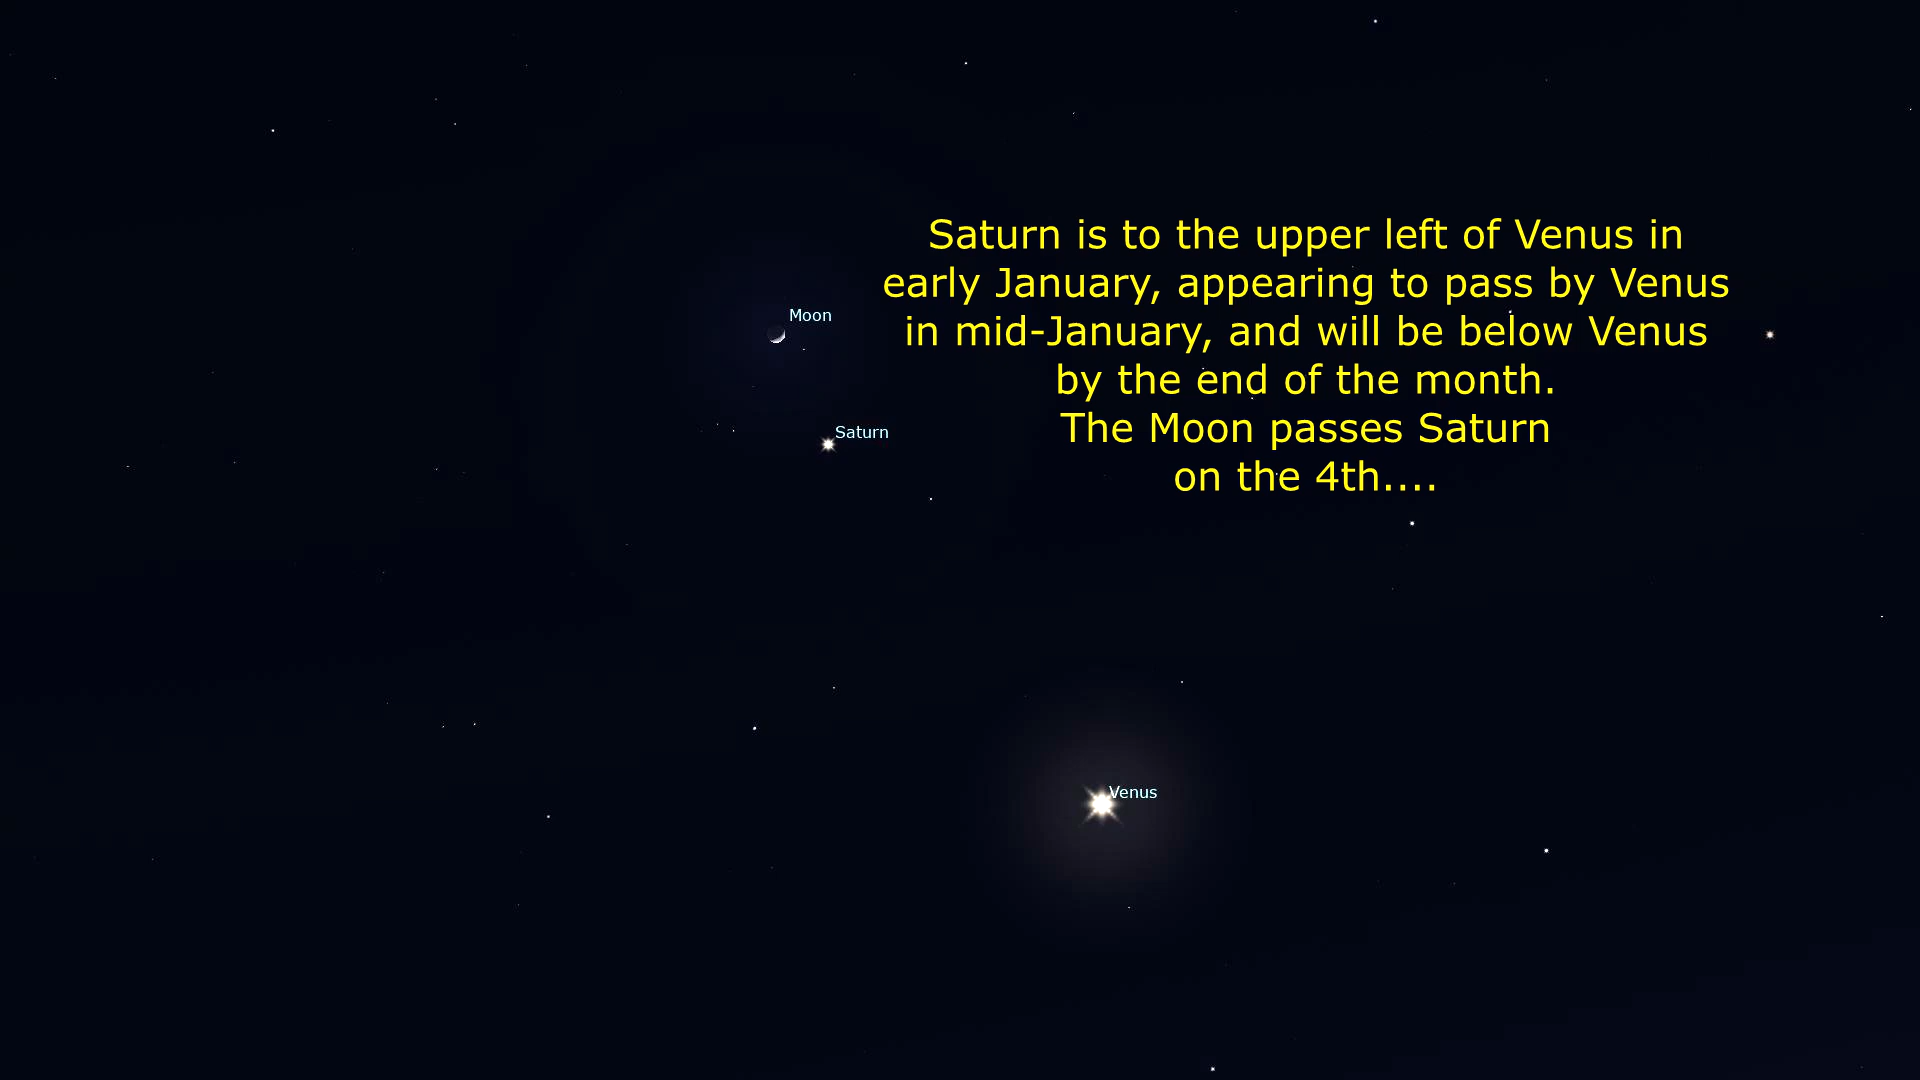 Saturn is to the upper left of Venus in
early January, appearing to pass by Venus
in mid-January, and will be below Venus
by the end of the month.
The Moon passes Saturn
on the 4th....
Moon
Saturn
Venus